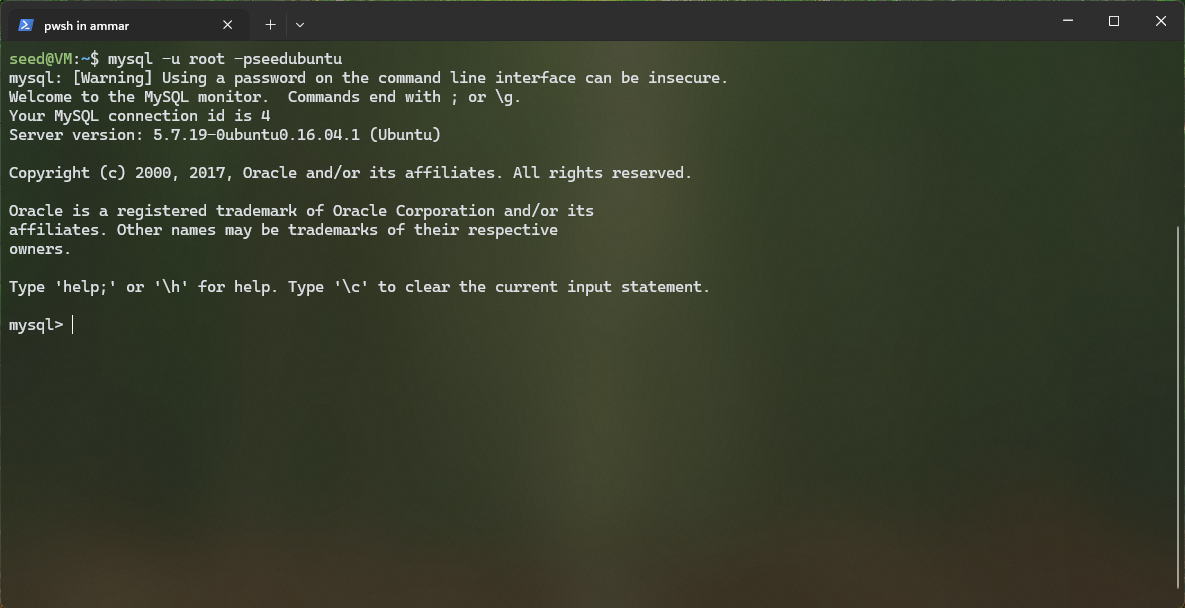 pwsh in ammar
seed@VM:~$ mysql -u root -pseedubuntu
mysql: [Warning] Using a password on the command line interface can be insecure.
Welcome to the MySQL monitor.  Commands end with ; or \g.
Your MySQL connection id is 4
Server version: 5.7.19-0ubuntu0.16.04.1 (Ubuntu)
Copyright (c) 2000, 2017, Oracle and/or its affiliates. All rights reserved.
Oracle is a registered trademark of Oracle Corporation and/or its
affiliates. Other names may be trademarks of their respective
owners.
Type 'help;' or '\h' for help. Type '\c' to clear the current input statement.
mysql>